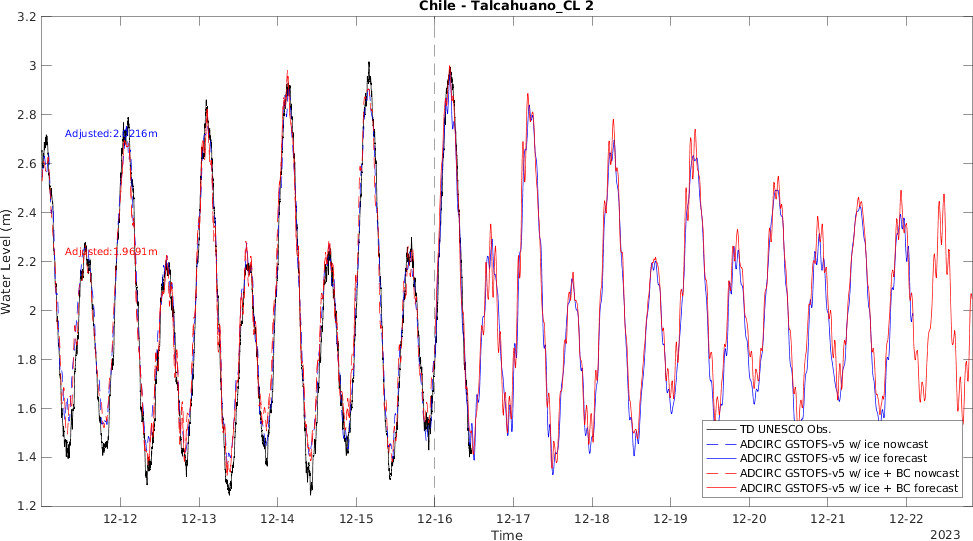 Chile - Talcahuano_CL 2
3.2
3
2.8
2.6
2.4
2.2
2
1.8
1.6
1.4
1.2
Water Level (m)
Adjusted:1.9691m
TD UNESCO Obs.
ADCIRC GSTOFS-v5 w/ ice nowcast
ADCIRC GSTOFS-v5 w/ ice forecast
ADCIRC GSTOFS-v5 w/ ice + BC nowcast
ADCIRC GSTOFS-v5 w/ ice + BC forecast
12-12 12-13 12-14 12-15 12-16 12-17 12-18 12-19 12-20 12-21 12-22
Time
2023